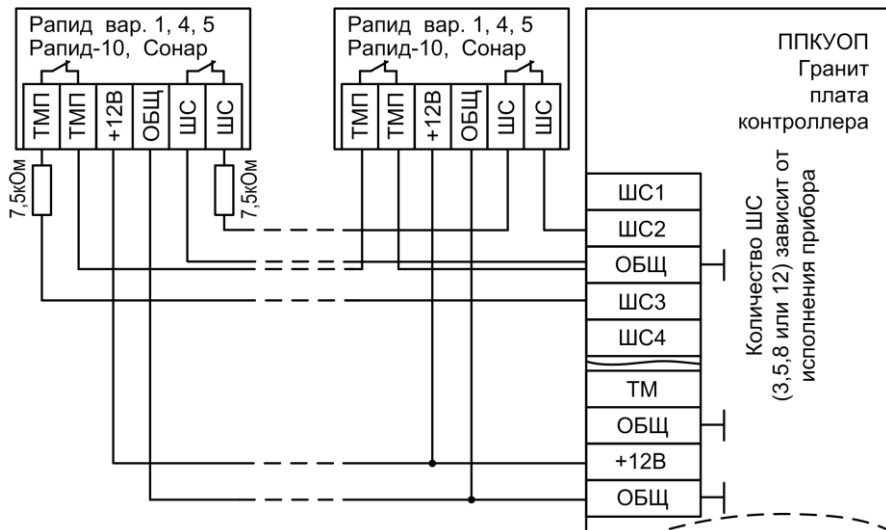 Рапид вар. 1, 4, 5
Рапид-10, Сонар
ТМП
ТМП
+12В
ОБЩ
ШС
ШС
7,5кОм
7,5кОм
Рапид вар. 1, 4, 5
Рапид-10, Сонар
ТМП
ТМП
+12В
ОБЩ
ШС
ШС
ППКУОП
Гранит
плата
контроллера
ШС1
ШС2
ОБЩ
ШС3
ШС4
ТМ
ОБЩ
+12В
ОБЩ
Количество ШС
(3,5,8 или 12) зависит от
исполнения прибора